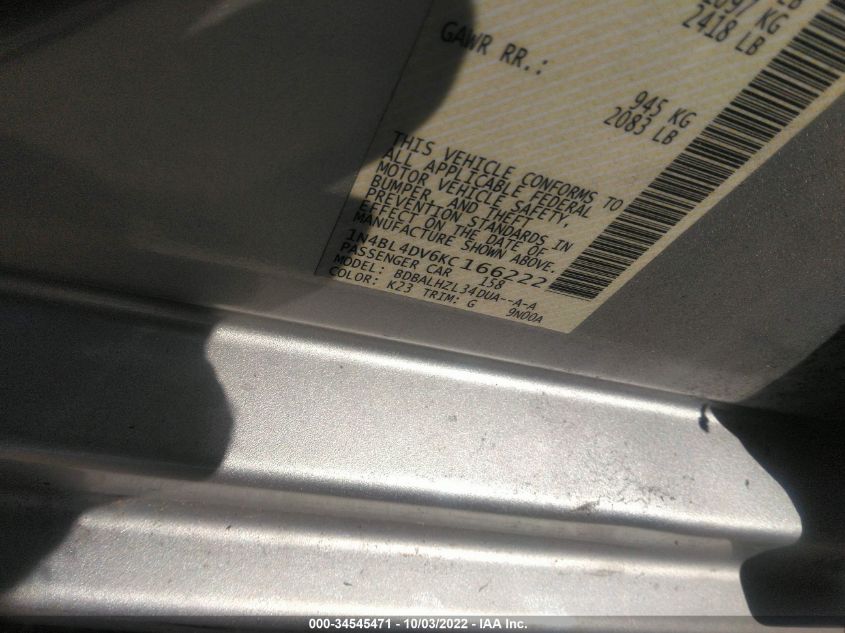 2418 LB
GAWR RR.:
945 KG
2083 LB
THIS VEHICLE CONFORMS TO
ALL APPLICABLE FEDERAL
MOTOR VEHICLE SAFETY,
BUMPER, AND THEFT
PREVENTION STANDARDS IN
EFFECT ON THE DATE OF
MANUFACTURE SHOWN ABOVE.
1N4BL4DV6KC166222
PASSENGER CAR 158
MODEL: BDBALHZL34DUA--A-A
COLOR: K23 TRIM: G 9N00A
000-34545471 - 10/03/2022 - IAA Inc.